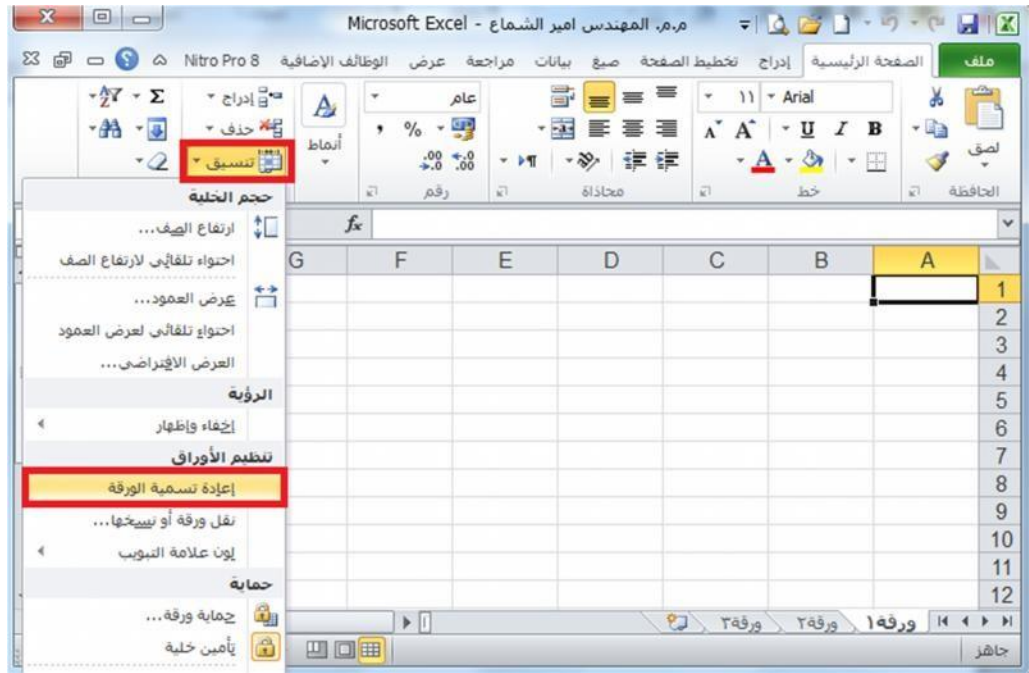 م.م. المهندس امير الشماع - Microsoft Excel
ملف الصفحة الرئيسية إدراج تخطيط الصفحة صيغ بيانات مراجعة عرض الوظائف الإضافية Nitro Pro 8
Arial ١١ عام إدراج Σ
لصق B I U أنماط % , حذف
A تنسيق
الحافظة خط محاذاة رقم
حجم الخلية
ارتفاع الصف...
احتواء تلقائي لارتفاع الصف
عرض العمود...
احتواء تلقائي لعرض العمود
العرض الافتراضي...
الرؤية
إخفاء وإظهار
تنظيم الأوراق
إعادة تسمية الورقة
نقل ورقة أو نسخها...
لون علامة التبويب
حماية
حماية ورقة...
تأمين خلية
fx
A B C D E F G
1
2
3
4
5
6
7
8
9
10
11
12
ورقة١ ورقة٢ ورقة٣
جاهز